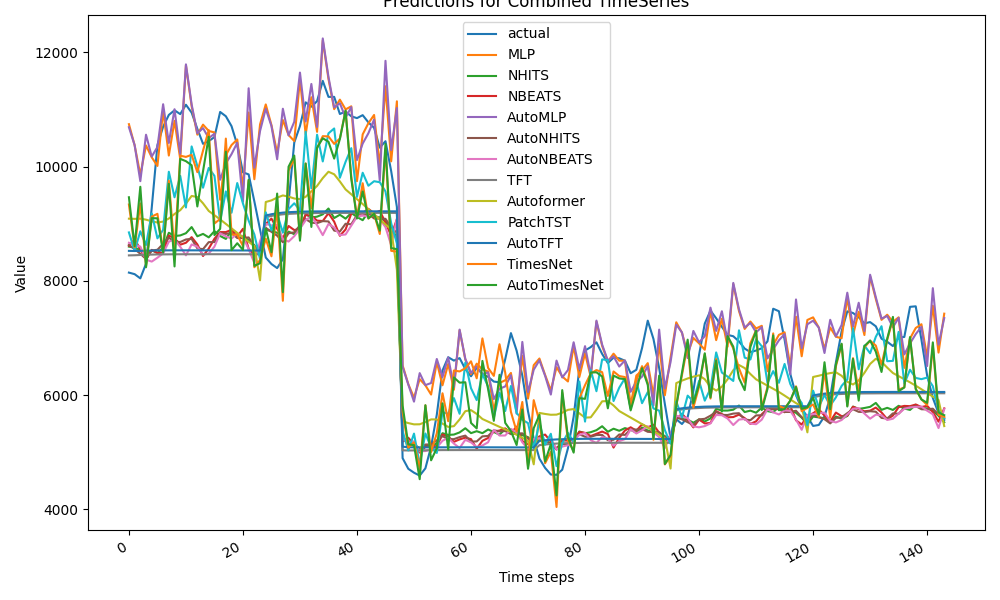 Predictions for Combined TimeSeries
actual
MLP
NHITS
NBEATS
AutoMLP
AutoNHITS
AutoNBEATS
TFT
Autoformer
PatchTST
AutoTFT
TimesNet
AutoTimesNet
Value
12000
10000
8000
6000
4000
0
20
40
60
80
100
120
140
Time steps